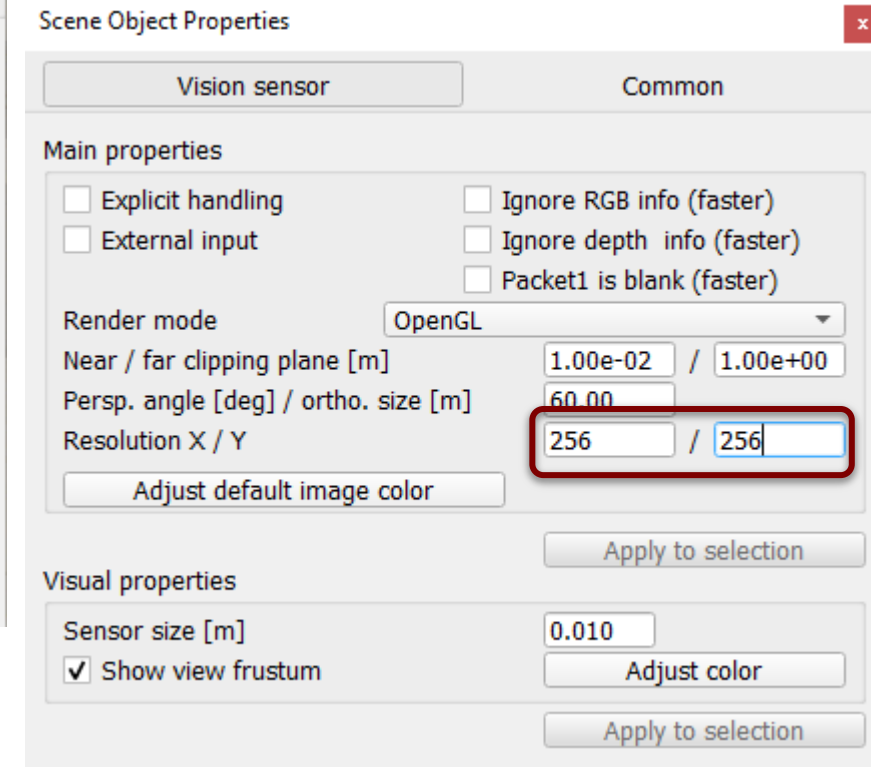 Scene Object Properties x
Vision sensor Common
Main properties
Explicit handling Ignore RGB info (faster)
External input Ignore depth info (faster)
Packet1 is blank (faster)
Render mode OpenGL
Near / far clipping plane [m] 1.00e-02 / 1.00e+00
Persp. angle [deg] / ortho. size [m] 60.00
Resolution X / Y 256 / 256
Adjust default image color
Apply to selection
Visual properties
Sensor size [m] 0.010
Show view frustum Adjust color
Apply to selection